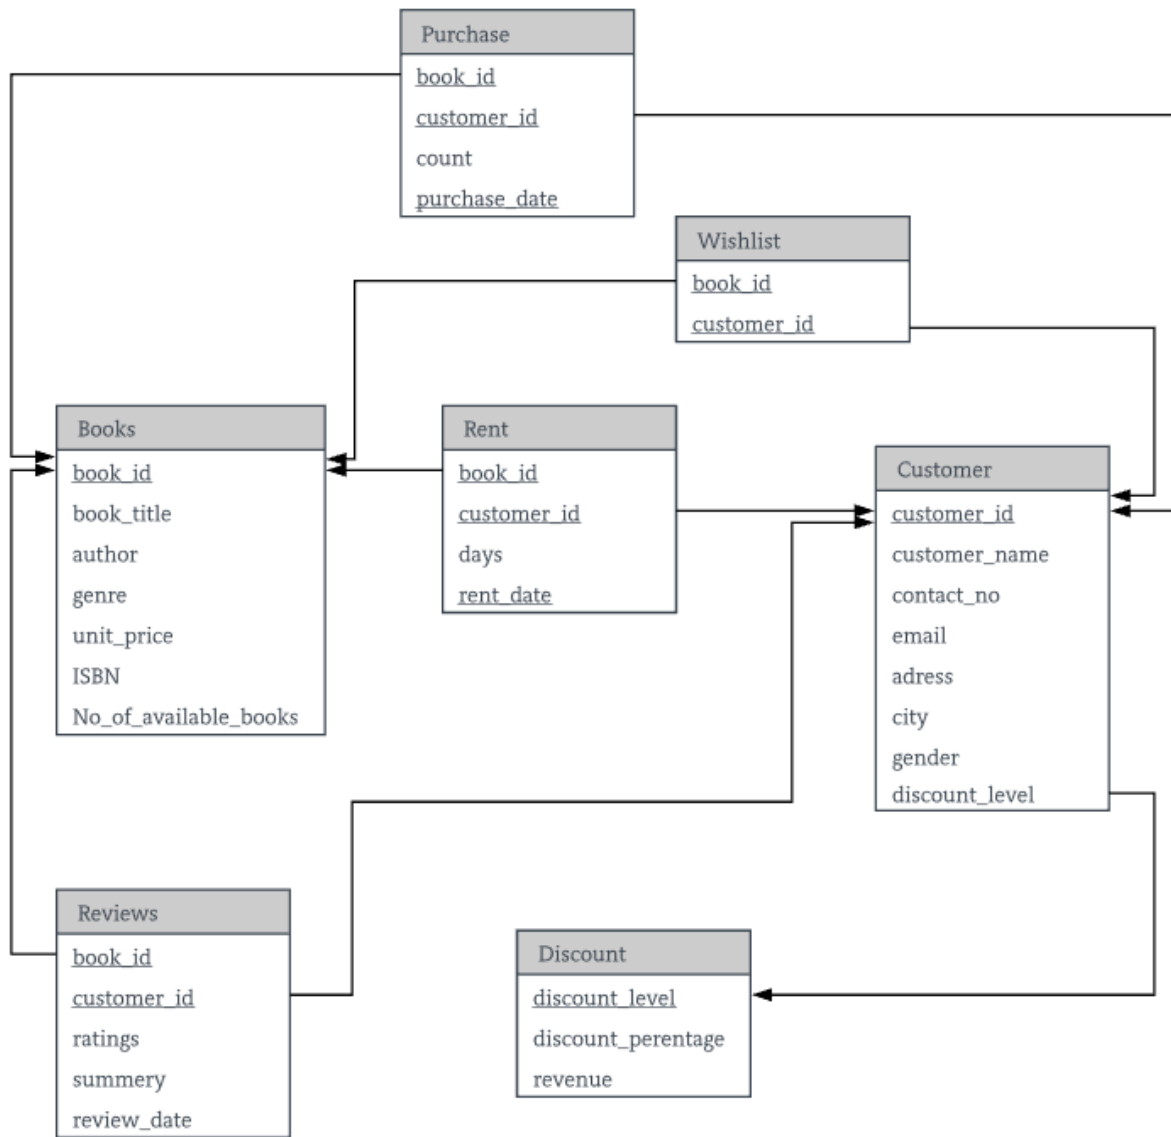 Purchase
book_id
customer_id
count
purchase_date
Wishlist
book_id
customer_id
Books
book_id
book_title
author
genre
unit_price
ISBN
No_of_available_books
Rent
book_id
customer_id
days
rent_date
Customer
customer_id
customer_name
contact_no
email
adress
city
gender
discount_level
Reviews
book_id
customer_id
ratings
summery
review_date
Discount
discount_level
discount_perentage
revenue